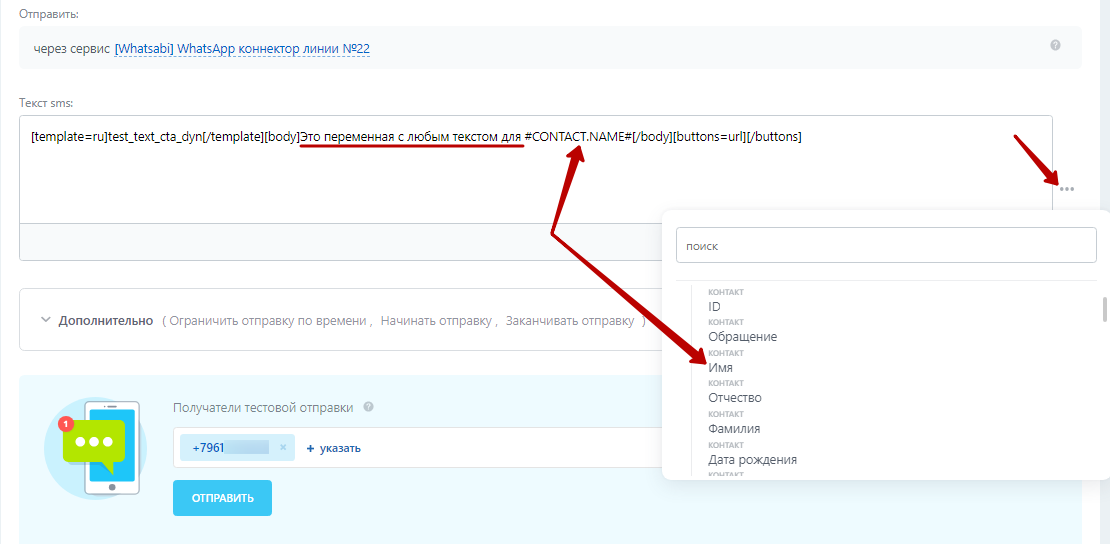 Отправить:
через сервис [Whatsabi] WhatsApp коннектор линии №22
Текст sms:
[template=ru]test_text_cta_dyn[/template][body]Это переменная с любым текстом для #CONTACT.NAME#[/body][buttons=url][/buttons]
поиск
КОНТАКТ
ID
КОНТАКТ
Обращение
КОНТАКТ
Имя
КОНТАКТ
Отчество
КОНТАКТ
Фамилия
КОНТАКТ
Дата рождения
КОНТАКТ
Дополнительно ( Ограничить отправку по времени , Начинать отправку , Заканчивать отправку )
1
Получатели тестовой отправки
+7961 × + указать
ОТПРАВИТЬ